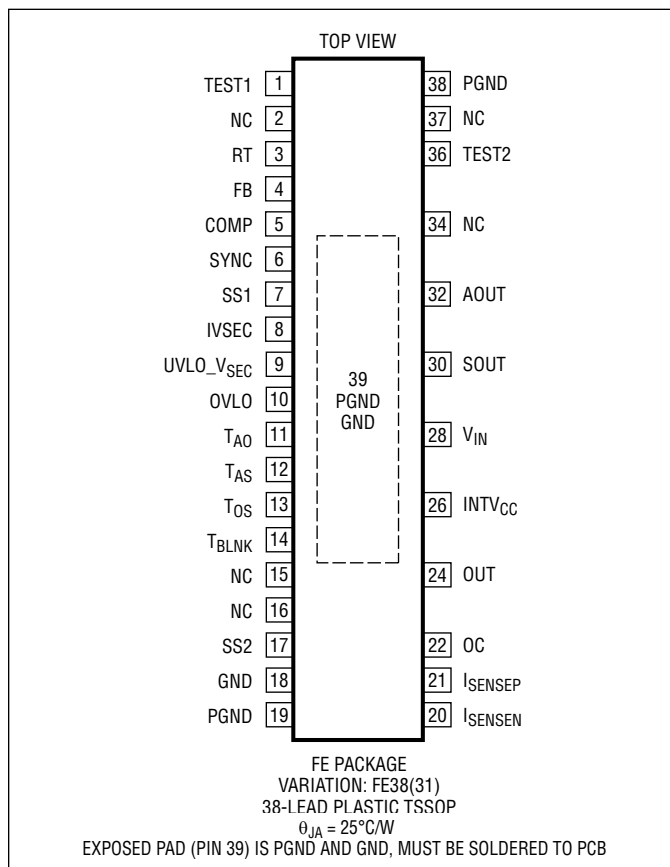 TOP VIEW
TEST1 1
NC 2
RT 3
FB 4
COMP 5
SYNC 6
SS1 7
IVSEC 8
UVLO_VSEC 9
OVLO 10
TAO 11
TAS 12
TOS 13
TBLNK 14
NC 15
NC 16
SS2 17
GND 18
PGND 19
39
PGND
GND
38 PGND
37 NC
36 TEST2
34 NC
32 AOUT
30 SOUT
28 VIN
26 INTVCC
24 OUT
22 OC
21 ISENSEP
20 ISENSEN
FE PACKAGE
VARIATION: FE38(31)
38-LEAD PLASTIC TSSOP
θJA = 25°C/W
EXPOSED PAD (PIN 39) IS PGND AND GND, MUST BE SOLDERED TO PCB